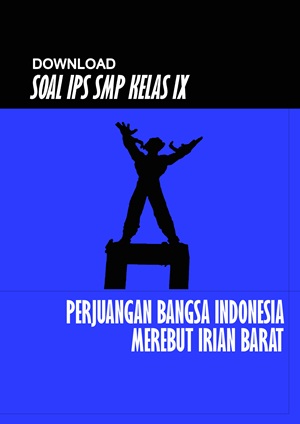 DOWNLOAD
SOAL IPS SMP KELAS IX
PERJUANGAN BANGSA INDONESIA
MEREBUT IRIAN BARAT